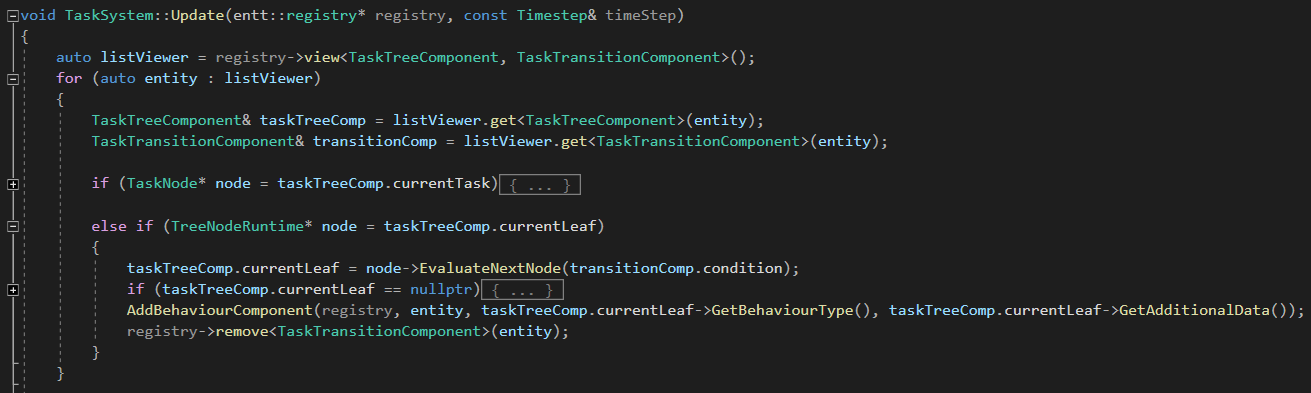 void TaskSystem::Update(entt::registry* registry, const Timestep& timeStep)
{
    auto listViewer = registry->view<TaskTreeComponent, TaskTransitionComponent>();
    for (auto entity : listViewer)
    {
        TaskTreeComponent& taskTreeComp = listViewer.get<TaskTreeComponent>(entity);
        TaskTransitionComponent& transitionComp = listViewer.get<TaskTransitionComponent>(entity);

        if (TaskNode* node = taskTreeComp.currentTask){ ... }

        else if (TreeNodeRuntime* node = taskTreeComp.currentLeaf)
        {
            taskTreeComp.currentLeaf = node->EvaluateNextNode(transitionComp.condition);
            if (taskTreeComp.currentLeaf == nullptr){ ... }
            AddBehaviourComponent(registry, entity, taskTreeComp.currentLeaf->GetBehaviourType(), taskTreeComp.currentLeaf->GetAdditionalData());
            registry->remove<TaskTransitionComponent>(entity);
        }
    }